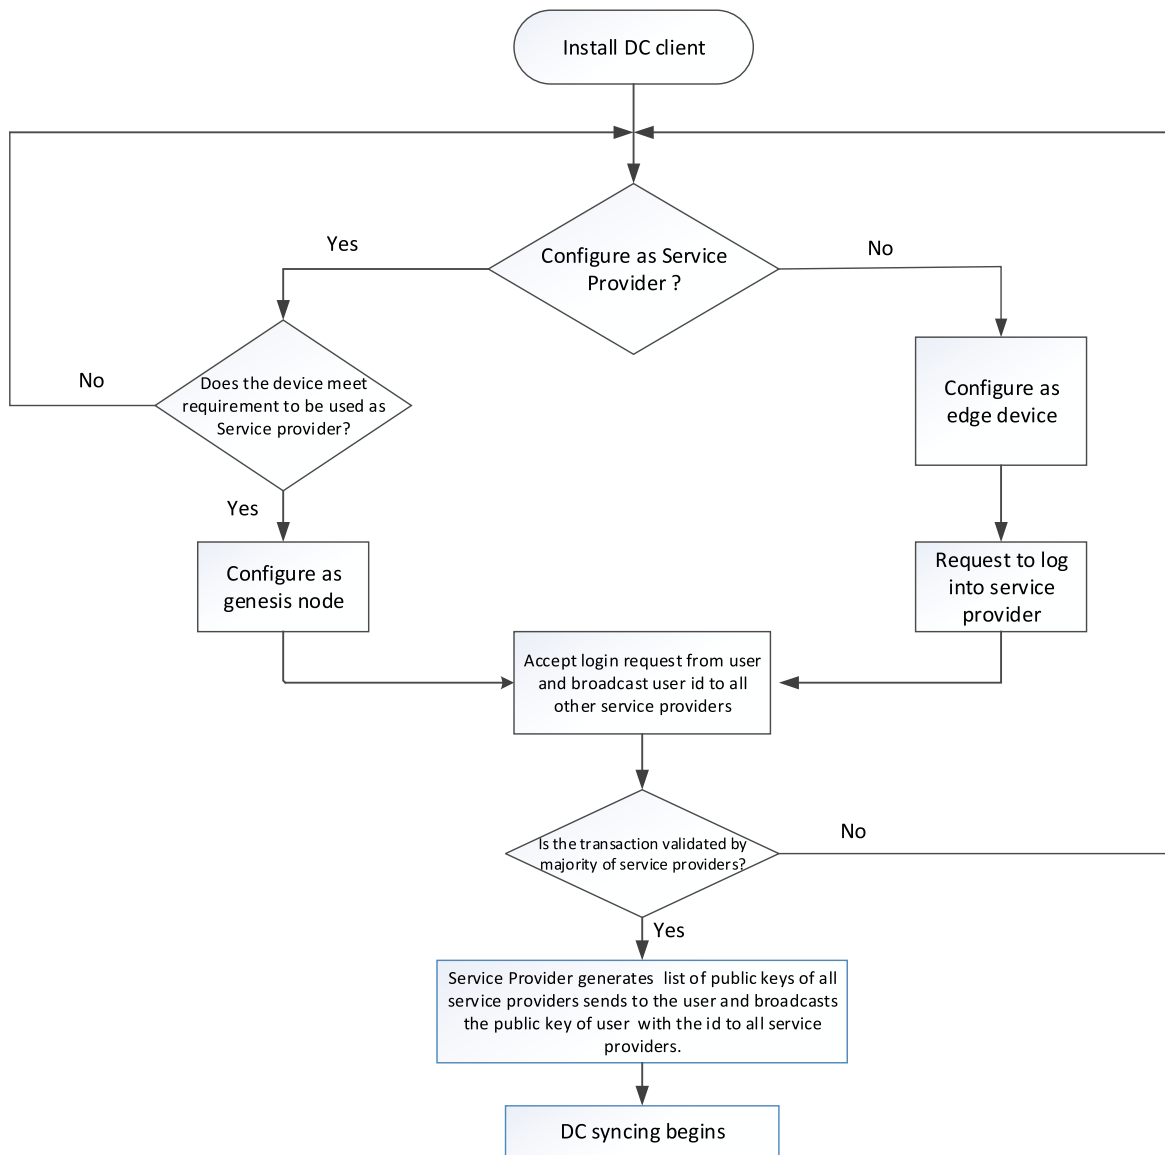 Install DC client
Yes
Configure as Service
Provider ?
No
No
Does the device meet
requirement to be used as
Service provider?
Configure as
edge device
Yes
Configure as
genesis node
Request to log
into service
provider
Accept login request from user
and broadcast user id to all
other service providers
Is the transaction validated by
majority of service providers?
No
Yes
Service Provider generates list of public keys of all
service providers sends to the user and broadcasts
the public key of user with the id to all service
providers.
DC syncing begins